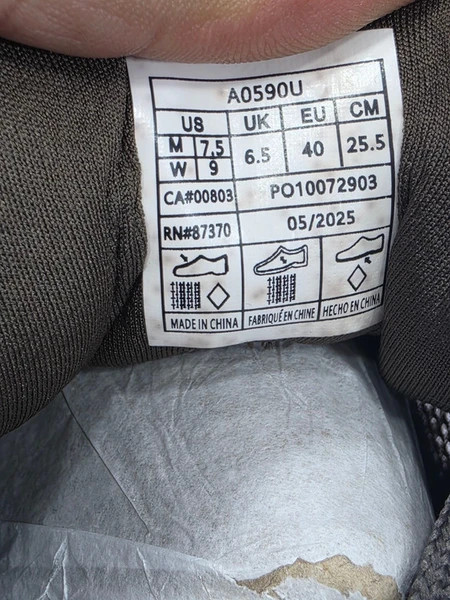 A0590U
US UK EU CM
M 7,5 6.5 40 25.5
W 9
CA#00803 PO10072903
RN#87370 05/2025
MADE IN CHINA FABRIQUÉ EN CHINE HECHO EN CHINA